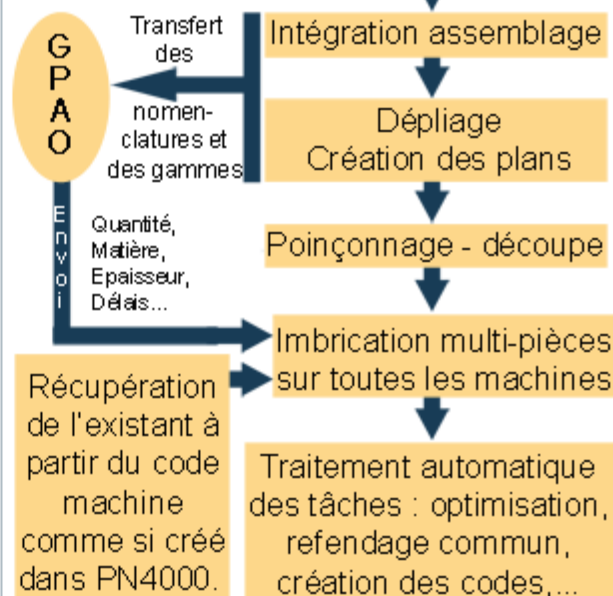 G
P
A
O
Transfert
des
nomen-
clatures et
des gammes
Intégration assemblage
Dépliage
Création des plans
Envoi
Quantité,
Matière,
Epaisseur,
Délais...
Poinçonnage - découpe
Imbrication multi-pièces
sur toutes les machines
Récupération
de l'existant à
partir du code
machine
comme si créé
dans PN4000.
Traitement automatique
des tâches : optimisation,
refendage commun,
création des codes,...